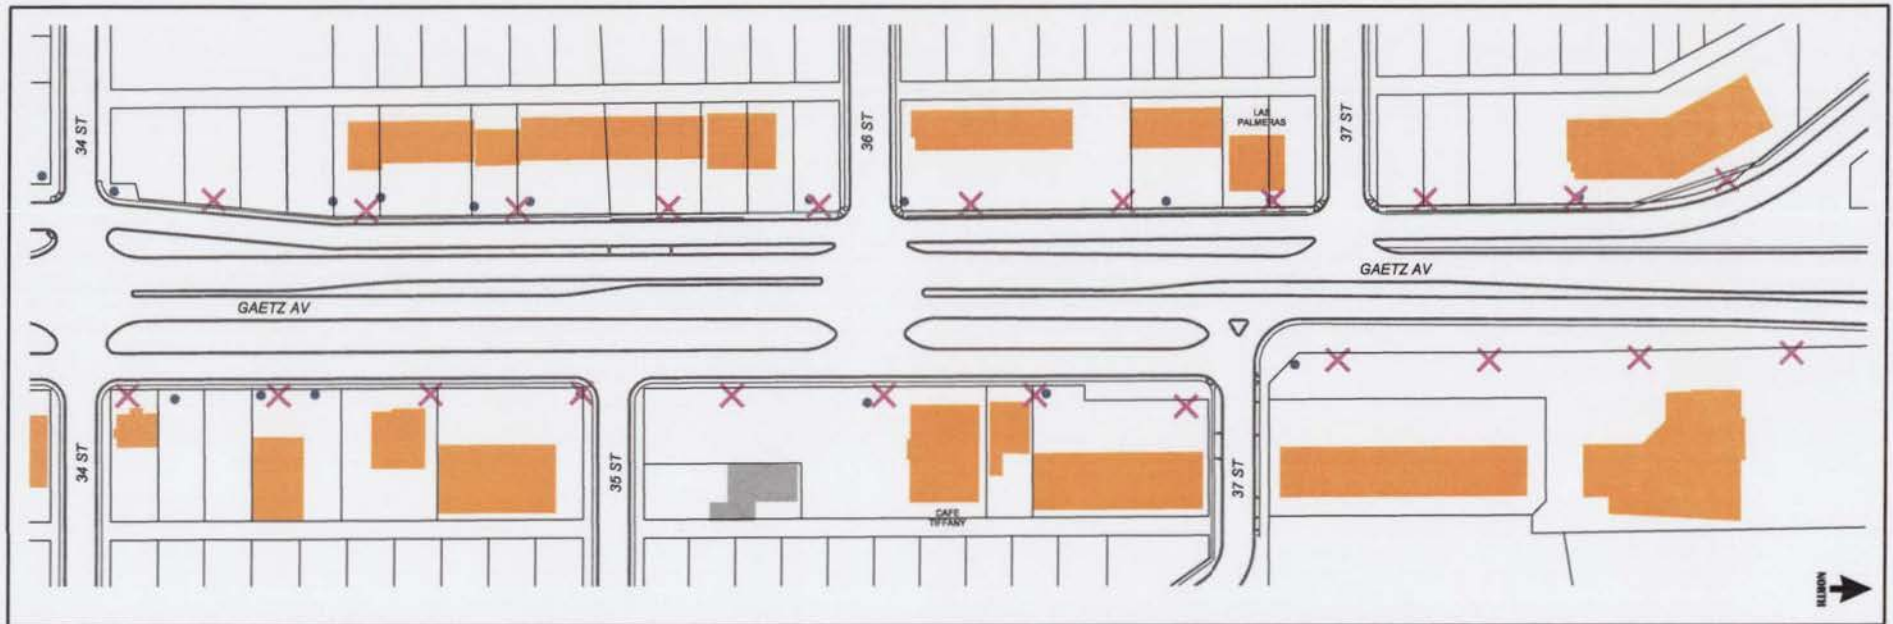 34 ST
36 ST
LAS
PALMERAS
37 ST
GAETZ AV
GAETZ AV
34 ST
35 ST
CAFE
TIFFANY
37 ST
NORTH